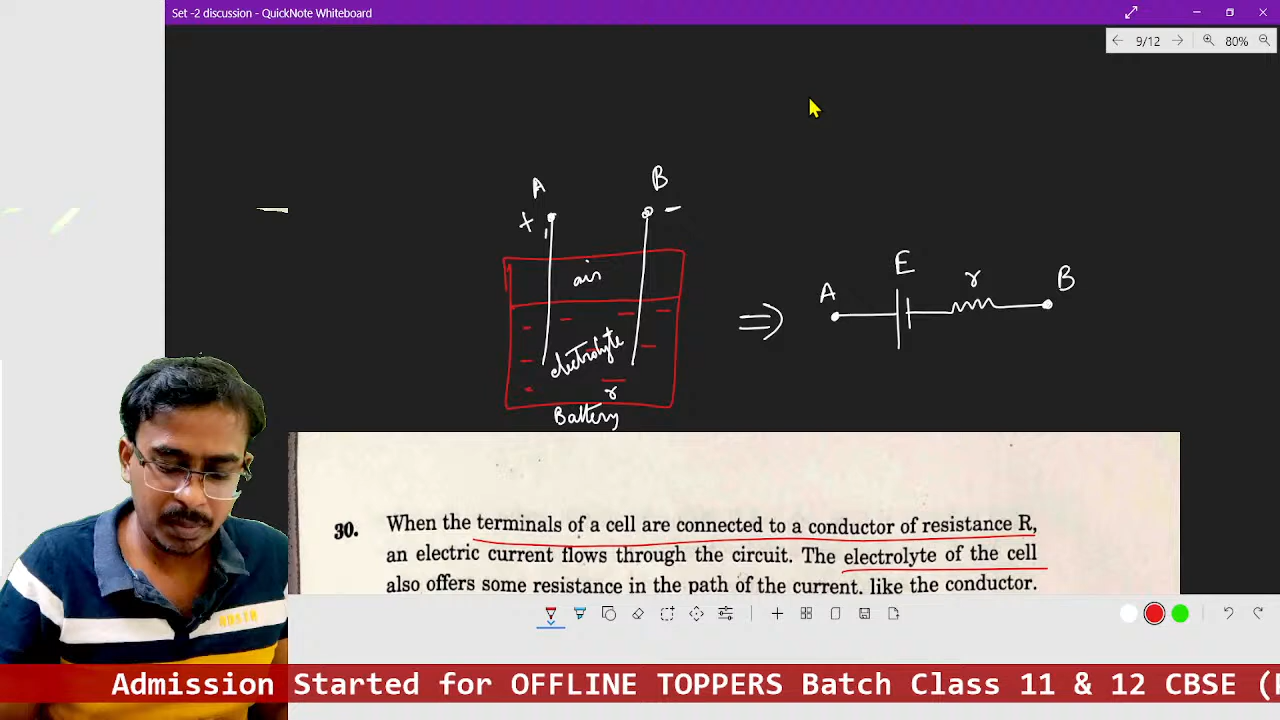 Set -2 discussion - QuickNote Whiteboard
9/12
80%
A
B
+
-
air
electrolyte
r
Battery
⇒
A
E
r
B
30. When the terminals of a cell are connected to a conductor of resistance R,
an electric current flows through the circuit. The electrolyte of the cell
also offers some resistance in the path of the current, like the conductor.
Admission Started for OFFLINE TOPPERS Batch Class 11 & 12 CBSE (